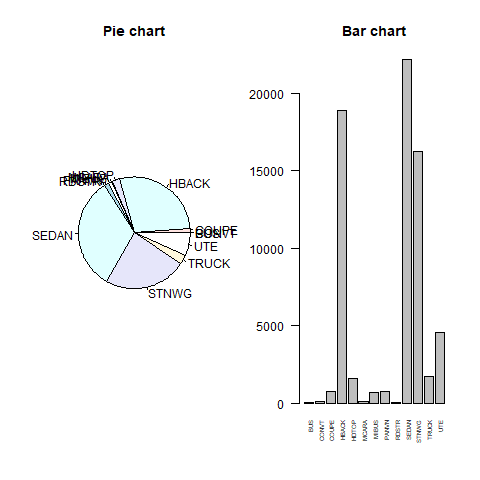 Pie chart
HDTOP
HBACK
COUPE
UTE
TRUCK
STNWG
SEDAN
Bar chart
20000
15000
10000
5000
0
BUS
CONVT
COUPE
HBACK
HDTOP
MCARA
MIBUS
PANVN
RDSTR
SEDAN
STNWG
TRUCK
UTE